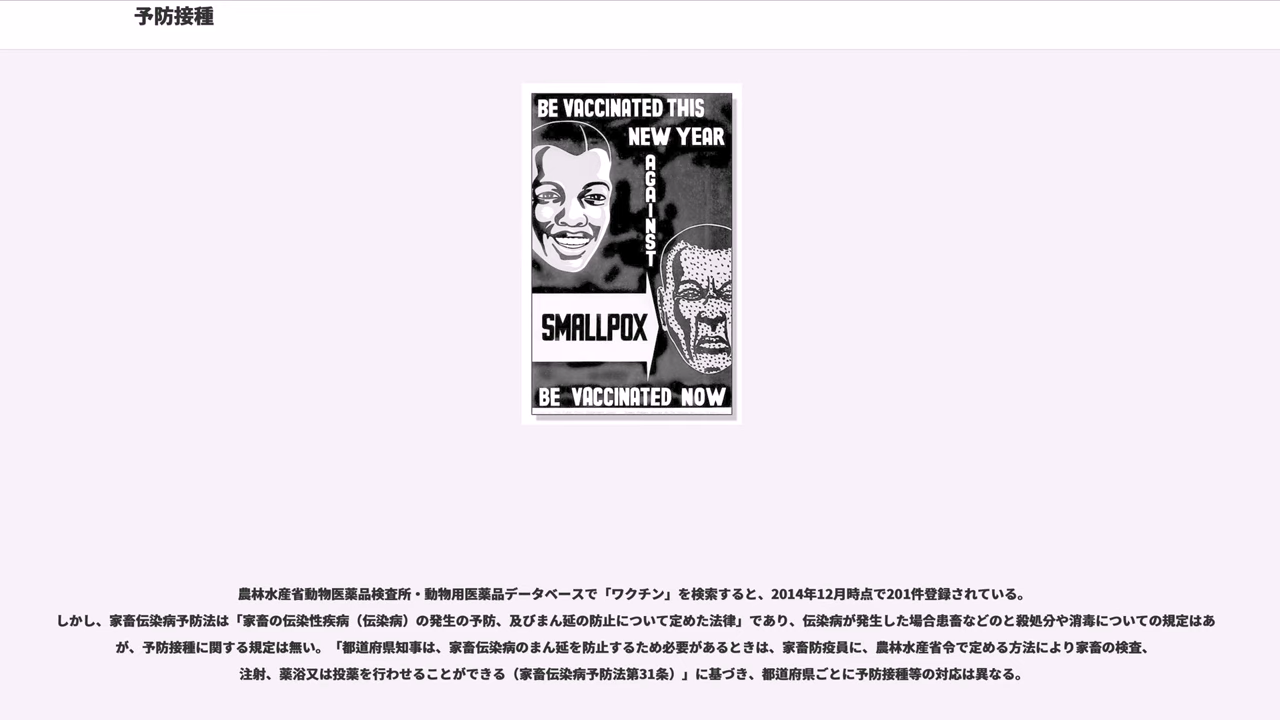 予防接種
BE VACCINATED THIS
NEW YEAR
AGAINST
SMALLPOX
BE VACCINATED NOW
農林水産省動物医薬品検査所・動物用医薬品データベースで「ワクチン」を検索すると、2014年12月時点で201件登録されている。
しかし、家畜伝染病予防法は「家畜の伝染性疾病（伝染病）の発生の予防、及びまん延の防止について定めた法律」であり、伝染病が発生した場合患畜などのと殺処分や消毒についての規定はあ
が、予防接種に関する規定は無い。「都道府県知事は、家畜伝染病のまん延を防止するため必要があるときは、家畜防疫員に、農林水産省令で定める方法により家畜の検査、
注射、薬浴又は投薬を行わせることができる（家畜伝染病予防法第31条）」に基づき、都道府県ごとに予防接種等の対応は異なる。